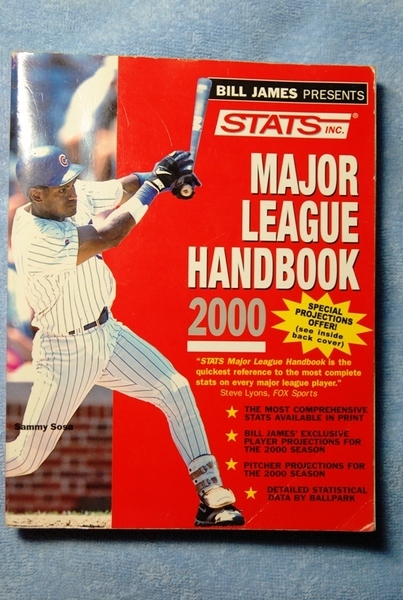 BILL JAMES PRESENTS
STATS INC.®
MAJOR
LEAGUE
HANDBOOK
2000
SPECIAL
PROJECTIONS
OFFER!
(see inside
back cover)
"STATS Major League Handbook is the
quickest reference to the most complete
stats on every major league player."
Steve Lyons, FOX Sports
THE MOST COMPREHENSIVE
STATS AVAILABLE IN PRINT
BILL JAMES' EXCLUSIVE
PLAYER PROJECTIONS FOR
THE 2000 SEASON
PITCHER PROJECTIONS FOR
THE 2000 SEASON
DETAILED STATISTICAL
DATA BY BALLPARK
Sammy Sosa
C